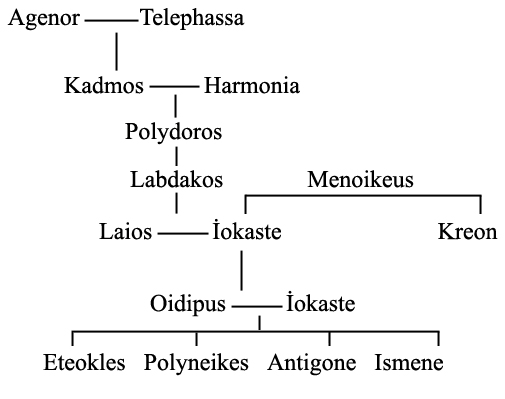 Agenor Telephassa
Kadmos Harmonia
Polydoros
Labdakos Menoikeus
Laios İokaste Kreon
Oidipus İokaste
Eteokles Polyneikes Antigone Ismene